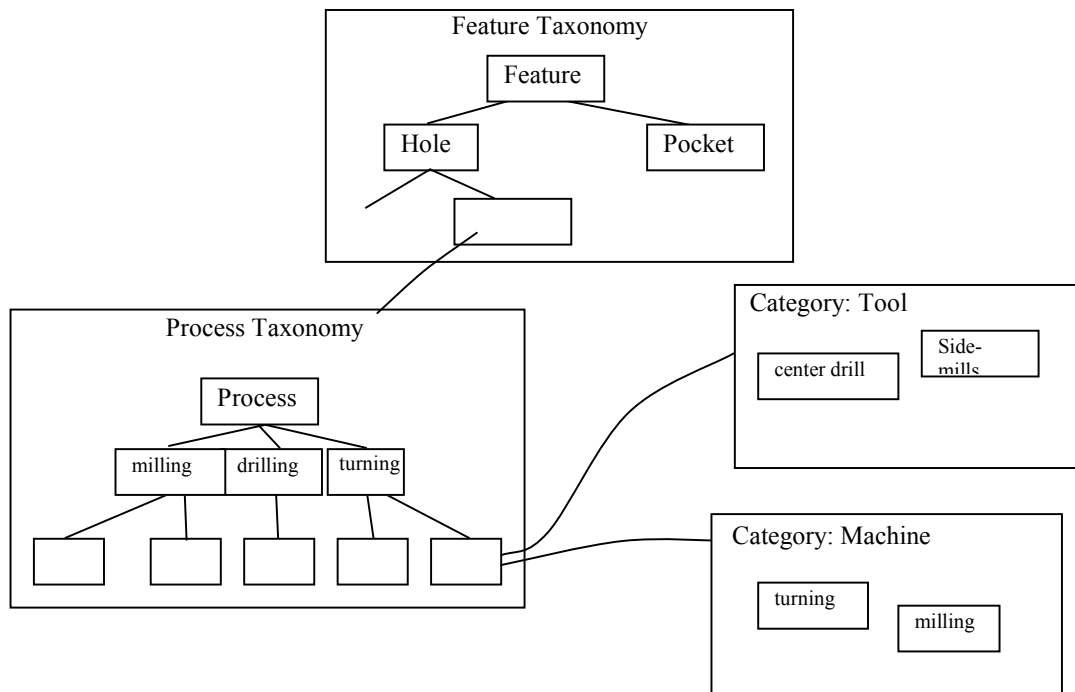 Feature Taxonomy
Feature
Hole
Pocket
Process Taxonomy
Process
milling
drilling
turning
Category: Tool
center drill
Side-
mills
Category: Machine
turning
milling